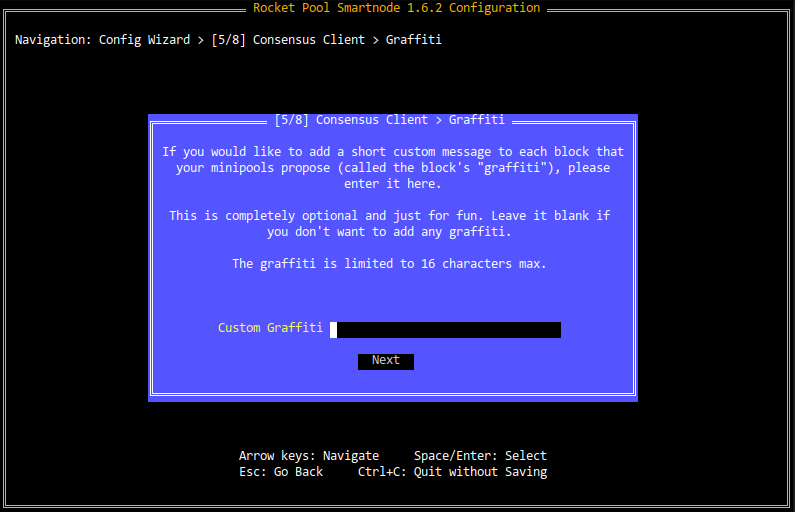 Rocket Pool Smartnode 1.6.2 Configuration
Navigation: Config Wizard > [5/8] Consensus Client > Graffiti
[5/8] Consensus Client > Graffiti
If you would like to add a short custom message to each block that
your minipools propose (called the block's "graffiti"), please
enter it here.
This is completely optional and just for fun. Leave it blank if
you don't want to add any graffiti.
The graffiti is limited to 16 characters max.
Custom Graffiti
Next
Arrow keys: Navigate Space/Enter: Select
Esc: Go Back Ctrl+C: Quit without Saving